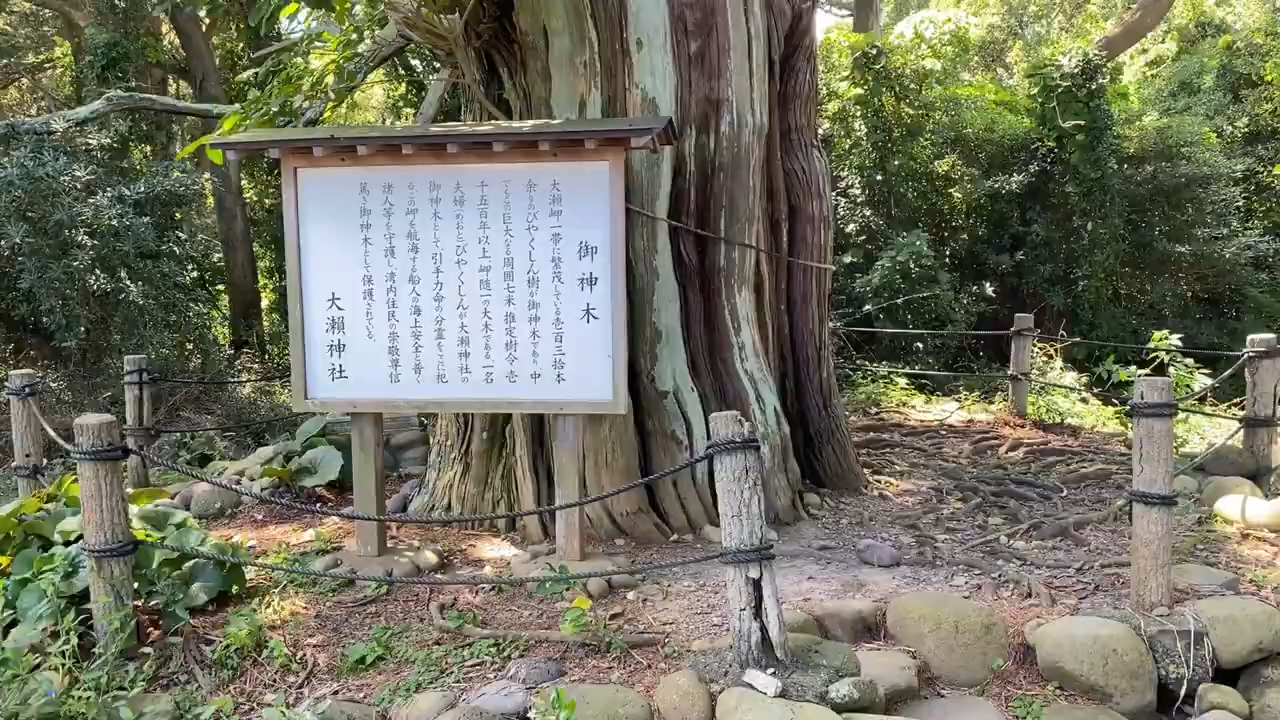 御神木
大瀬岬一帯に繁茂している壱百三拾本
余りのびやくしん樹が御神木であり、中
でもこの巨大なる周囲七米推定樹令壱
千五百年以上、岬随一の大木である。一名
夫婦(めおと)びやくしんが大瀬神社の
御神木として、引手力命の分霊をここに祀
る。この岬を航海する船人の海上安全と普く
諸人等を守護し、湾内住民の崇敬尊信
篤き御神木として保護されている。
大瀬神社